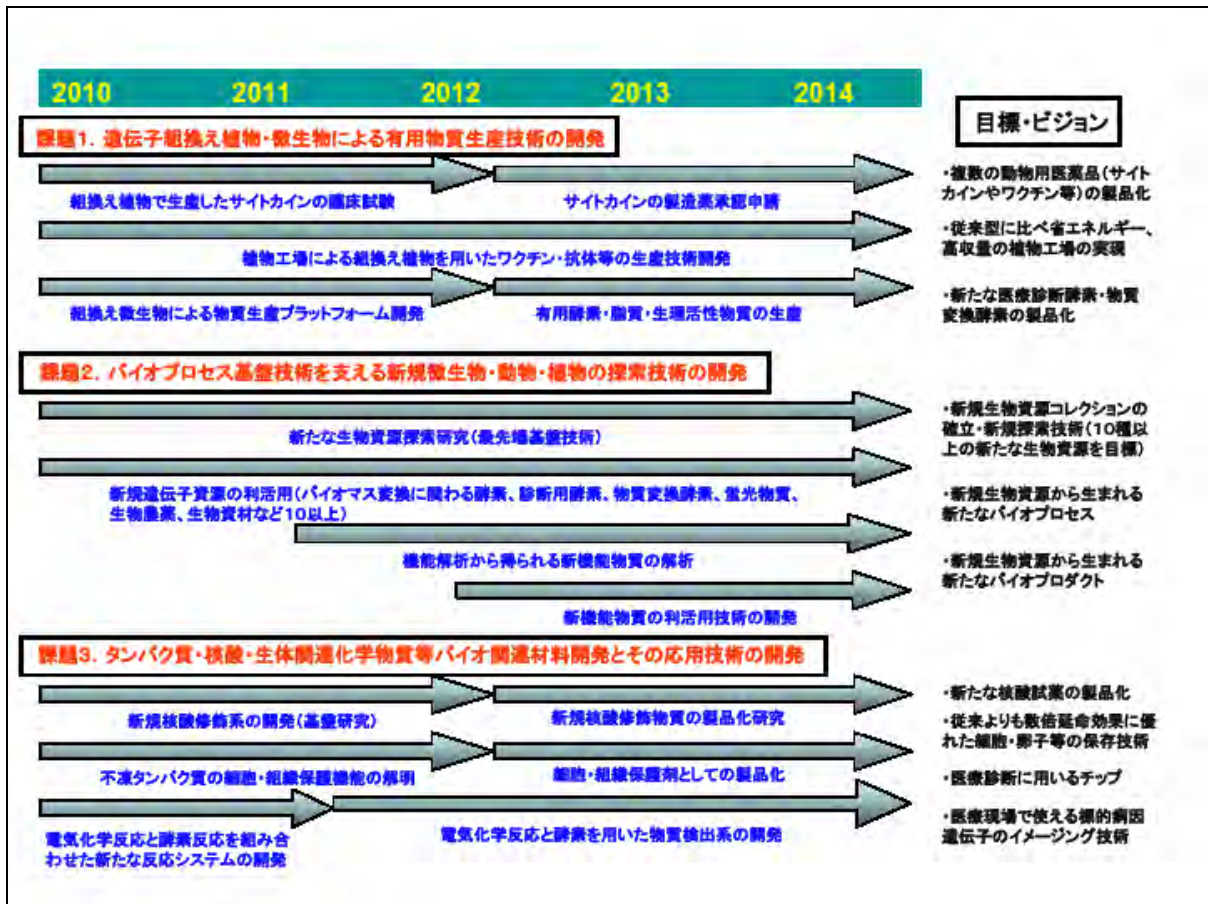 2010 2011 2012 2013 2014
目標・ビジョン
課題1．遺伝子組換え植物・微生物による有用物質生産技術の開発
組換え植物で生産したサイトカインの臨床試験
サイトカインの製造薬承認申請
植物工場による組換え植物を用いたワクチン・抗体等の生産技術開発
組換え微生物による物質生産プラットフォーム開発
有用酵素・脂質・生理活性物質の生産
・複数の動物用医薬品（サイト
カインやワクチン等）の製品化
・従来型に比べ省エネルギー、
高収量の植物工場の実現
・新たな医療診断酵素・物質
変換酵素の製品化
課題2．バイオプロセス基盤技術を支える新規微生物・動物・植物の探索技術の開発
新たな生物資源探索研究（最先端基盤技術）
新規遺伝子資源の利活用（バイオマス変換に関わる酵素、診断用酵素、物質変換酵素、蛍光物質、
生物農薬、生物資材など10以上）
機能解析から得られる新機能物質の解析
新機能物質の利活用技術の開発
・新規生物資源コレクションの
確立・新規探索技術（10種以
上の新たな生物資源を目標）
・新規生物資源から生まれる
新たなバイオプロセス
・新規生物資源から生まれる
新たなバイオプロダクト
課題3．タンパク質・核酸・生体関連化学物質等バイオ関連材料開発とその応用技術の開発
新規核酸修飾系の開発（基盤研究）
新規核酸修飾物質の製品化研究
不凍タンパク質の細胞・組織保護機能の解明
細胞・組織保護剤としての製品化
電気化学反応と酵素反応を組み合
わせた新たな反応システムの開発
電気化学反応と酵素を用いた物質検出系の開発
・新たな核酸試薬の製品化
・従来よりも数倍延命効果に優
れた細胞・卵子等の保存技術
・医療診断に用いるチップ
・医療現場で使える標的病因
遺伝子のイメージング技術